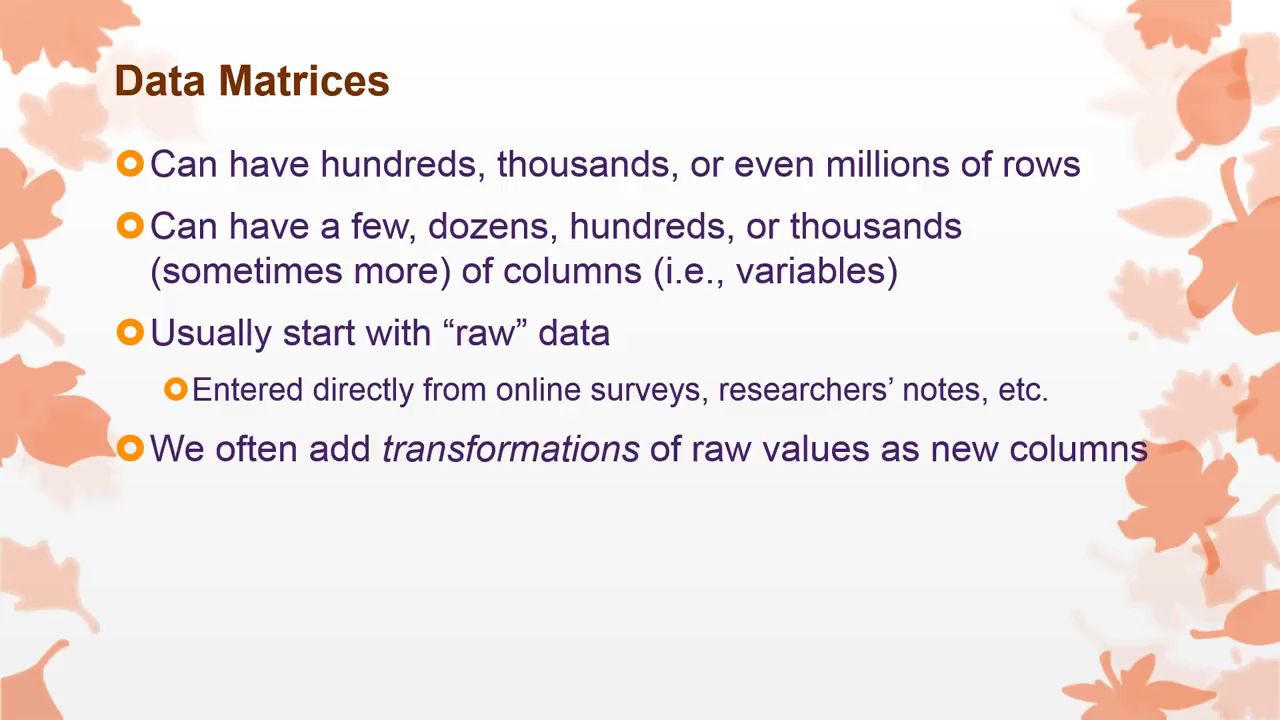 Data Matrices
Can have hundreds, thousands, or even millions of rows
Can have a few, dozens, hundreds, or thousands
(sometimes more) of columns (i.e., variables)
Usually start with “raw” data
Entered directly from online surveys, researchers’ notes, etc.
We often add transformations of raw values as new columns